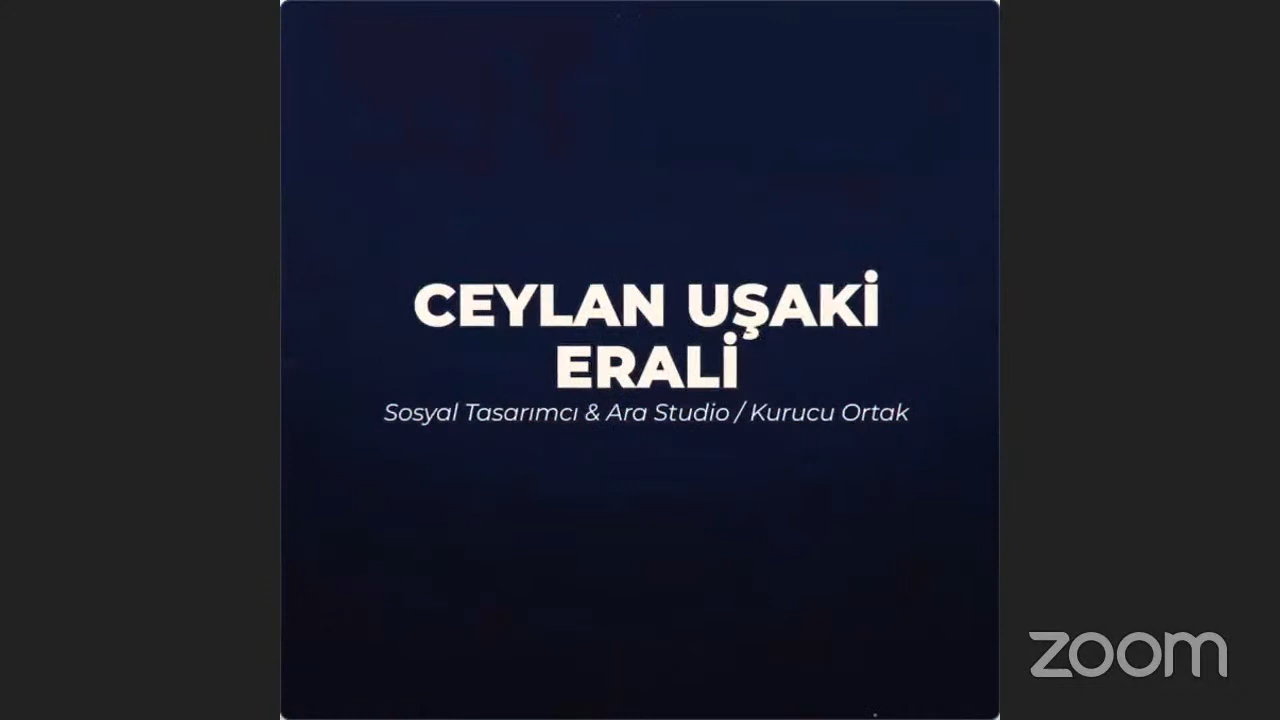 CEYLAN UŞAKİ
ERALİ
Sosyal Tasarımcı & Ara Studio / Kurucu Ortak
zoom